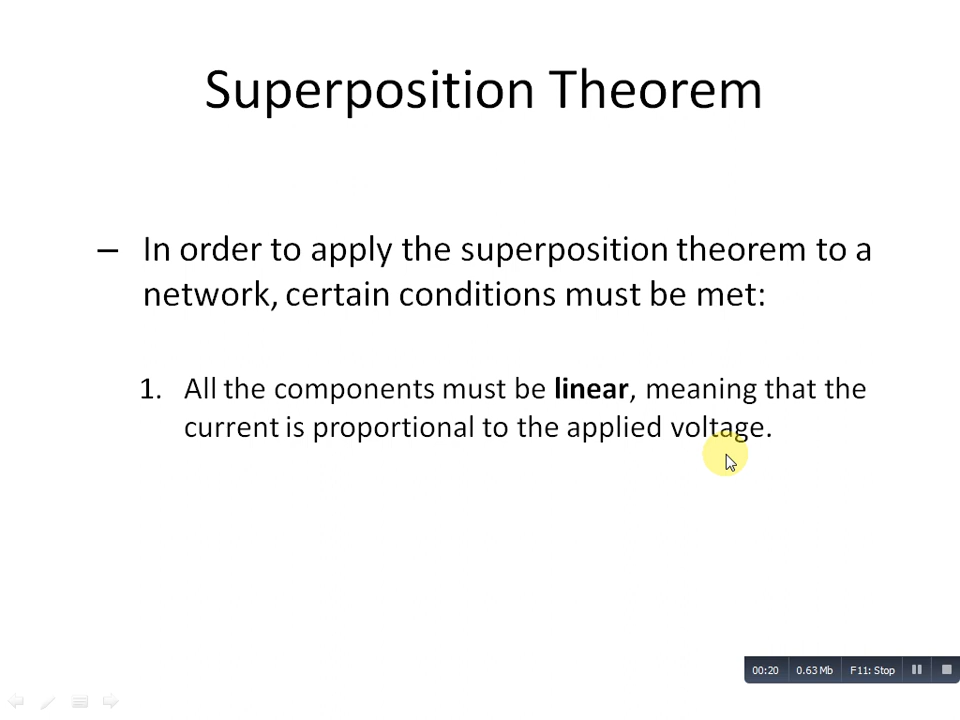 Superposition Theorem
– In order to apply the superposition theorem to a
network, certain conditions must be met:
1. All the components must be linear, meaning that the
current is proportional to the applied voltage.
00:20 0.63 Mb F11: Stop